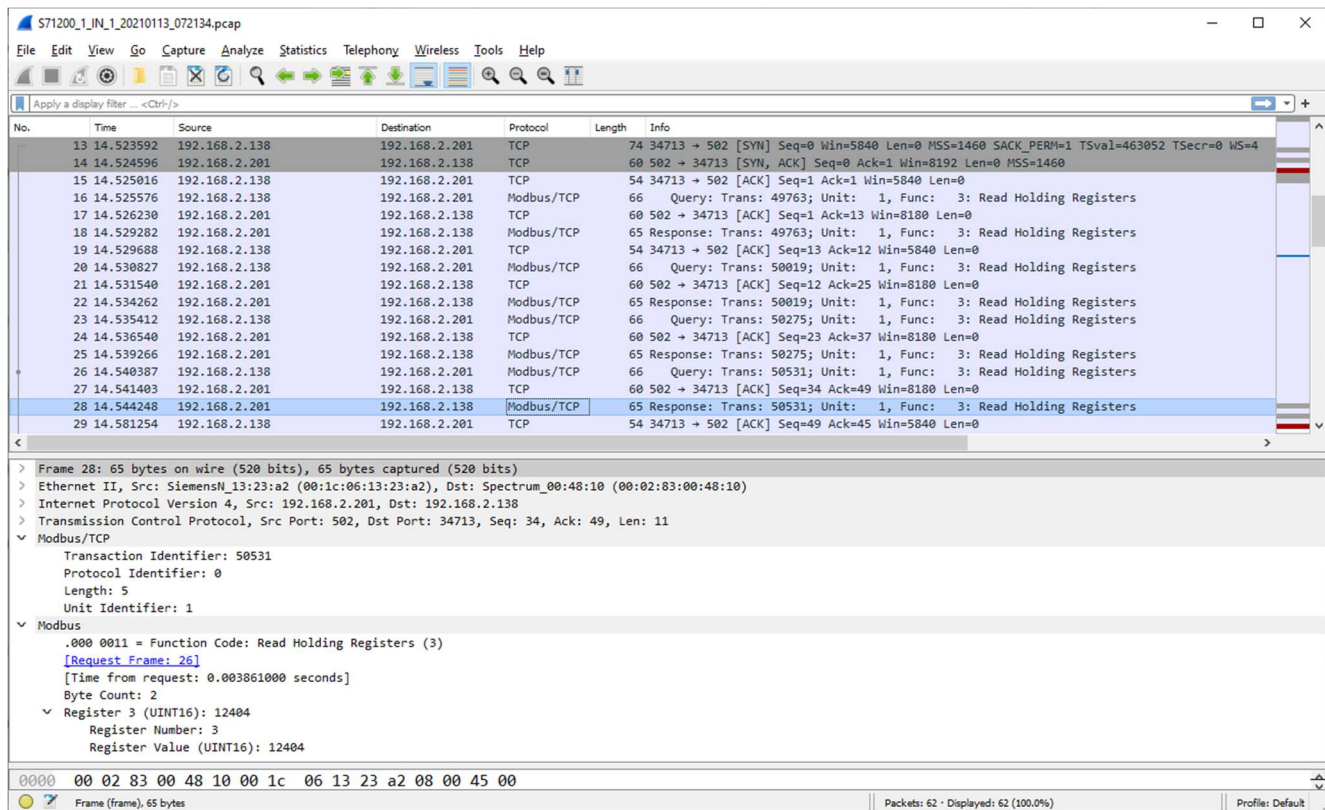 S71200_1_IN_1_20210113_072134.pcap
File Edit View Go Capture Analyze Statistics Telephony Wireless Tools Help
Apply a display filter ... <Ctrl-/>
No. Time Source Destination Protocol Length Info
13 14.523592 192.168.2.138 192.168.2.201 TCP 74 34713 → 502 [SYN] Seq=0 Win=5840 Len=0 MSS=1460 SACK_PERM=1 TSval=463052 TSecr=0 WS=4
14 14.524596 192.168.2.201 192.168.2.138 TCP 60 502 → 34713 [SYN, ACK] Seq=0 Ack=1 Win=8192 Len=0 MSS=1460
15 14.525016 192.168.2.138 192.168.2.201 TCP 54 34713 → 502 [ACK] Seq=1 Ack=1 Win=5840 Len=0
16 14.525576 192.168.2.138 192.168.2.201 Modbus/TCP 66 Query: Trans: 49763; Unit: 1, Func: 3: Read Holding Registers
17 14.526230 192.168.2.201 192.168.2.138 TCP 60 502 → 34713 [ACK] Seq=1 Ack=13 Win=8180 Len=0
18 14.529282 192.168.2.201 192.168.2.138 Modbus/TCP 65 Response: Trans: 49763; Unit: 1, Func: 3: Read Holding Registers
19 14.529688 192.168.2.138 192.168.2.201 TCP 54 34713 → 502 [ACK] Seq=13 Ack=12 Win=5840 Len=0
20 14.530827 192.168.2.138 192.168.2.201 Modbus/TCP 66 Query: Trans: 50019; Unit: 1, Func: 3: Read Holding Registers
21 14.531540 192.168.2.201 192.168.2.138 TCP 60 502 → 34713 [ACK] Seq=12 Ack=25 Win=8180 Len=0
22 14.534262 192.168.2.201 192.168.2.138 Modbus/TCP 65 Response: Trans: 50019; Unit: 1, Func: 3: Read Holding Registers
23 14.535412 192.168.2.138 192.168.2.201 Modbus/TCP 66 Query: Trans: 50275; Unit: 1, Func: 3: Read Holding Registers
24 14.536540 192.168.2.201 192.168.2.138 TCP 60 502 → 34713 [ACK] Seq=23 Ack=37 Win=8180 Len=0
25 14.539266 192.168.2.201 192.168.2.138 Modbus/TCP 65 Response: Trans: 50275; Unit: 1, Func: 3: Read Holding Registers
26 14.540387 192.168.2.138 192.168.2.201 Modbus/TCP 66 Query: Trans: 50531; Unit: 1, Func: 3: Read Holding Registers
27 14.541403 192.168.2.201 192.168.2.138 TCP 60 502 → 34713 [ACK] Seq=34 Ack=49 Win=8180 Len=0
28 14.544248 192.168.2.201 192.168.2.138 Modbus/TCP 65 Response: Trans: 50531; Unit: 1, Func: 3: Read Holding Registers
29 14.581254 192.168.2.138 192.168.2.201 TCP 54 34713 → 502 [ACK] Seq=49 Ack=45 Win=5840 Len=0
Frame 28: 65 bytes on wire (520 bits), 65 bytes captured (520 bits)
Ethernet II, Src: SiemensN_13:23:a2 (00:1c:06:13:23:a2), Dst: Spectrum_00:48:10 (00:02:83:00:48:10)
Internet Protocol Version 4, Src: 192.168.2.201, Dst: 192.168.2.138
Transmission Control Protocol, Src Port: 502, Dst Port: 34713, Seq: 34, Ack: 49, Len: 11
Modbus/TCP
Transaction Identifier: 50531
Protocol Identifier: 0
Length: 5
Unit Identifier: 1
Modbus
.000 0011 = Function Code: Read Holding Registers (3)
[Request Frame: 26]
[Time from request: 0.003861000 seconds]
Byte Count: 2
Register 3 (UINT16): 12404
Register Number: 3
Register Value (UINT16): 12404
0000 00 02 83 00 48 10 00 1c 06 13 23 a2 08 00 45 00
Frame (frame), 65 bytes Packets: 62 · Displayed: 62 (100.0%) Profile: Default